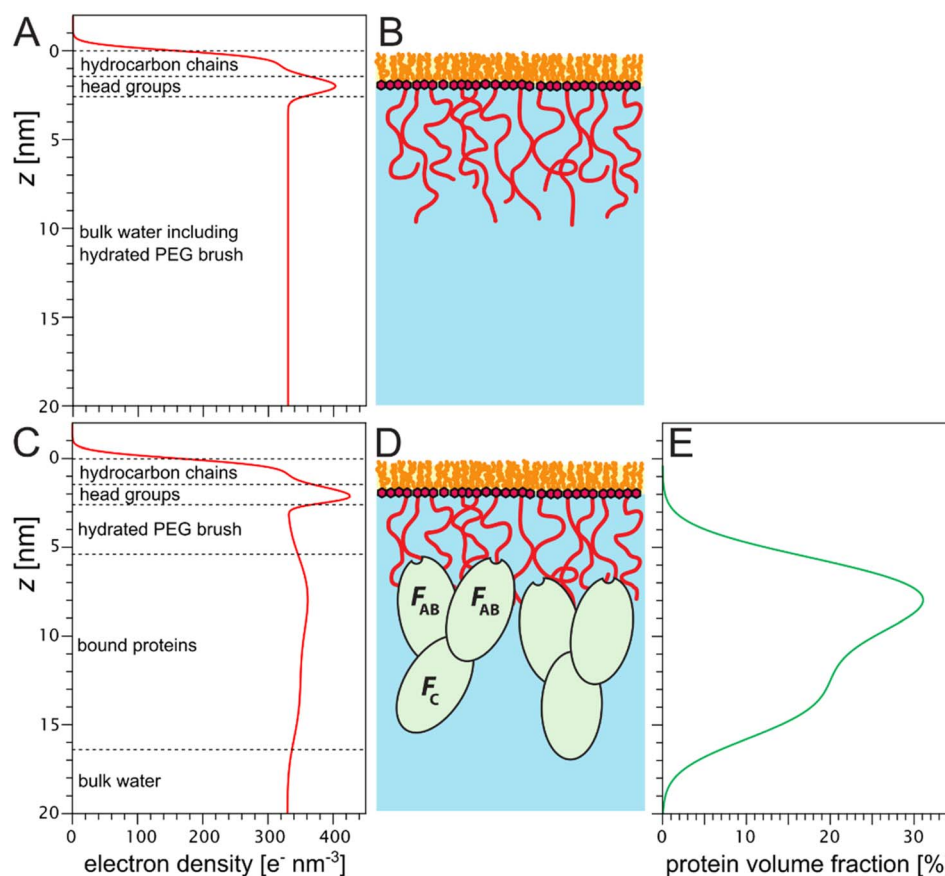 A
0
hydrocarbon chains
head groups
5
z [nm]
bulk water including
hydrated PEG brush
10
15
20
B
C
0
hydrocarbon chains
head groups
hydrated PEG brush
5
z [nm]
bound proteins
10
15
bulk water
20
0 100 200 300 400
electron density [e⁻ nm⁻³]
D
F_AB F_AB
F_C
E
0 10 20 30
protein volume fraction [%